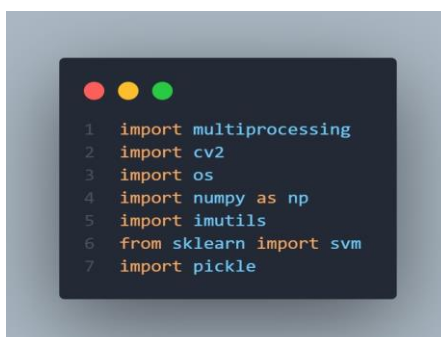 1 import multiprocessing
2 import cv2
3 import os
4 import numpy as np
5 import imutils
6 from sklearn import svm
7 import pickle